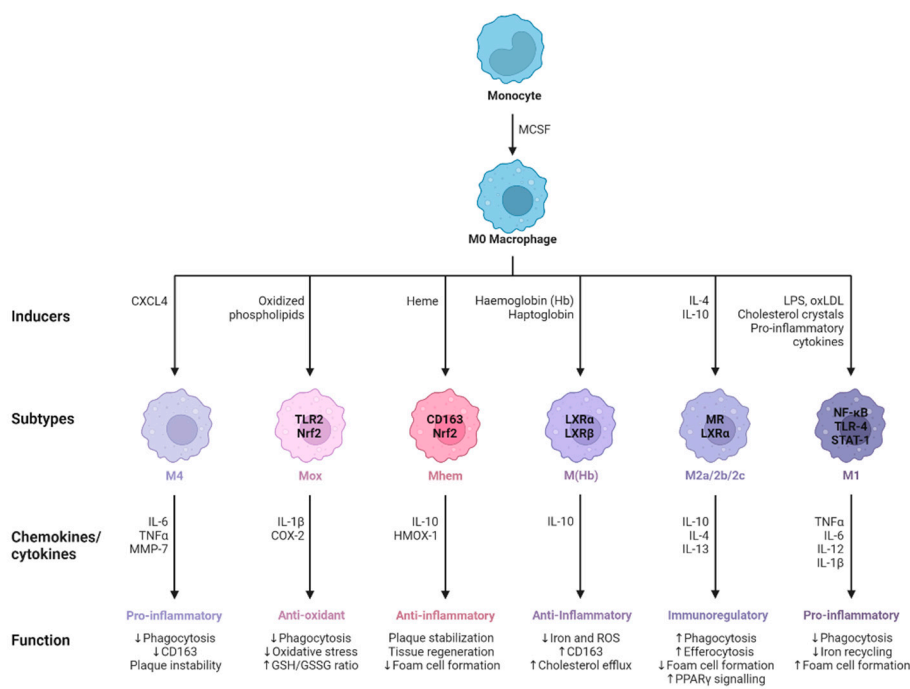 Monocyte
MCSF
M0 Macrophage
Inducers
CXCL4
Oxidized
phospholipids
Heme
Haemoglobin (Hb)
Haptoglobin
IL-4
IL-10
LPS, oxLDL
Cholesterol crystals
Pro-inflammatory
cytokines
Subtypes
TLR2
Nrf2
CD163
Nrf2
LXRα
LXRβ
MR
LXRα
NF-κB
TLR-4
STAT-1
M4
Mox
Mhem
M(Hb)
M2a/2b/2c
M1
Chemokines/
cytokines
IL-6
TNFα
MMP-7
IL-1β
COX-2
IL-10
HMOX-1
IL-10
IL-10
IL-4
IL-13
TNFα
IL-6
IL-12
IL-1β
Function
Pro-inflammatory
↓Phagocytosis
↓CD163
Plaque instability
Anti-oxidant
↓Phagocytosis
↓Oxidative stress
↑GSH/GSSG ratio
Anti-inflammatory
Plaque stabilization
Tissue regeneration
↓Foam cell formation
Anti-Inflammatory
↓Iron and ROS
↑CD163
↑Cholesterol efflux
Immunoregulatory
↑Phagocytosis
↑Efferocytosis
↓Foam cell formation
↑PPARγ signalling
Pro-inflammatory
↓Phagocytosis
↓Iron recycling
↑Foam cell formation